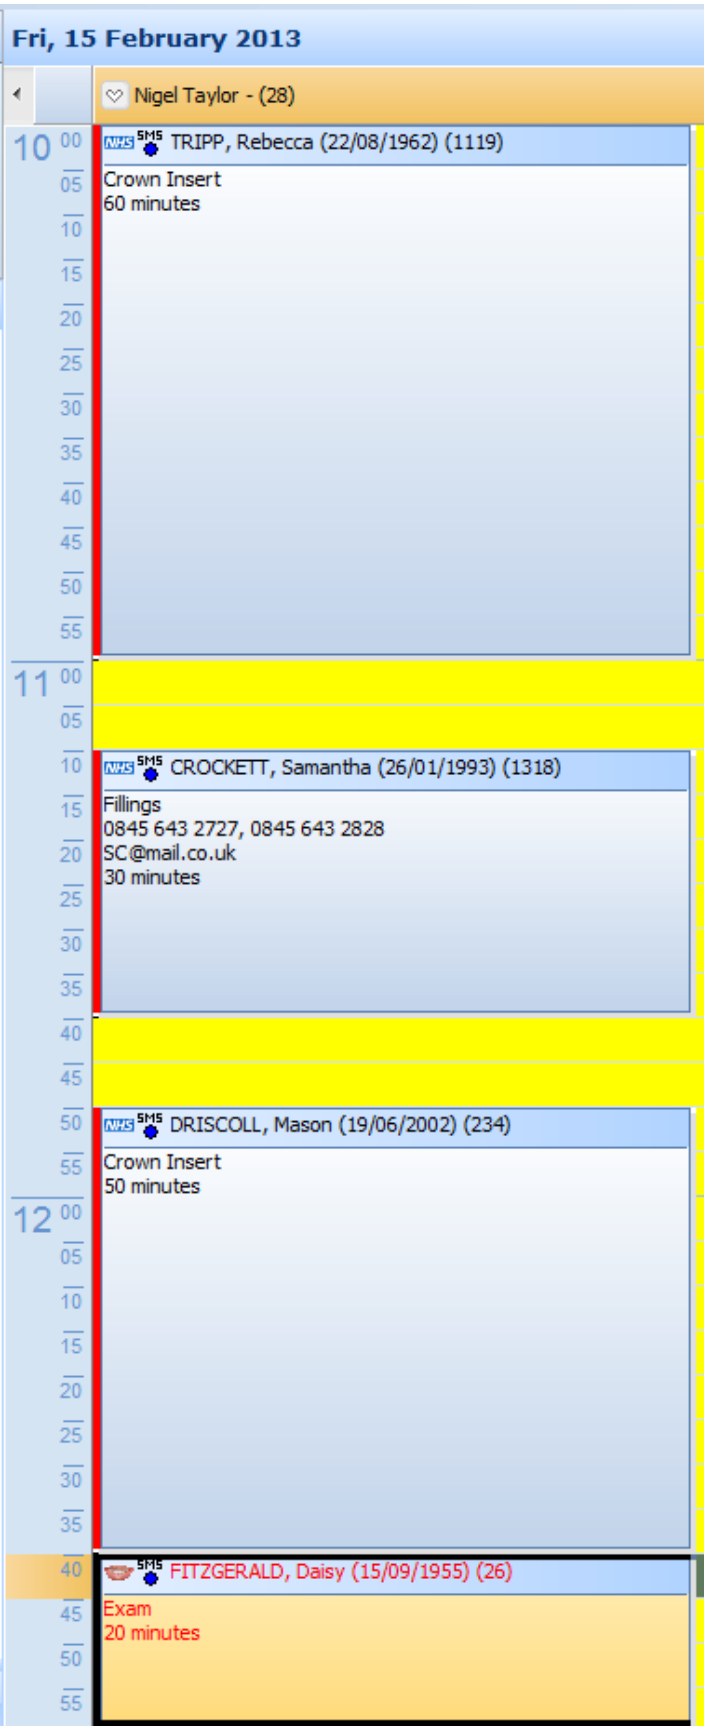 Fri, 15 February 2013
Nigel Taylor - (28)
10 00
NHS SMS TRIPP, Rebecca (22/08/1962) (1119)
05
Crown Insert
60 minutes
10
15
20
25
30
35
40
45
50
55
11 00
05
10
NHS SMS CROCKETT, Samantha (26/01/1993) (1318)
15
Fillings
0845 643 2727, 0845 643 2828
20
SC@mail.co.uk
30 minutes
25
30
35
40
45
50
NHS SMS DRISCOLL, Mason (19/06/2002) (234)
55
Crown Insert
50 minutes
12 00
05
10
15
20
25
30
35
40
SMS FITZGERALD, Daisy (15/09/1955) (26)
45
Exam
20 minutes
50
55